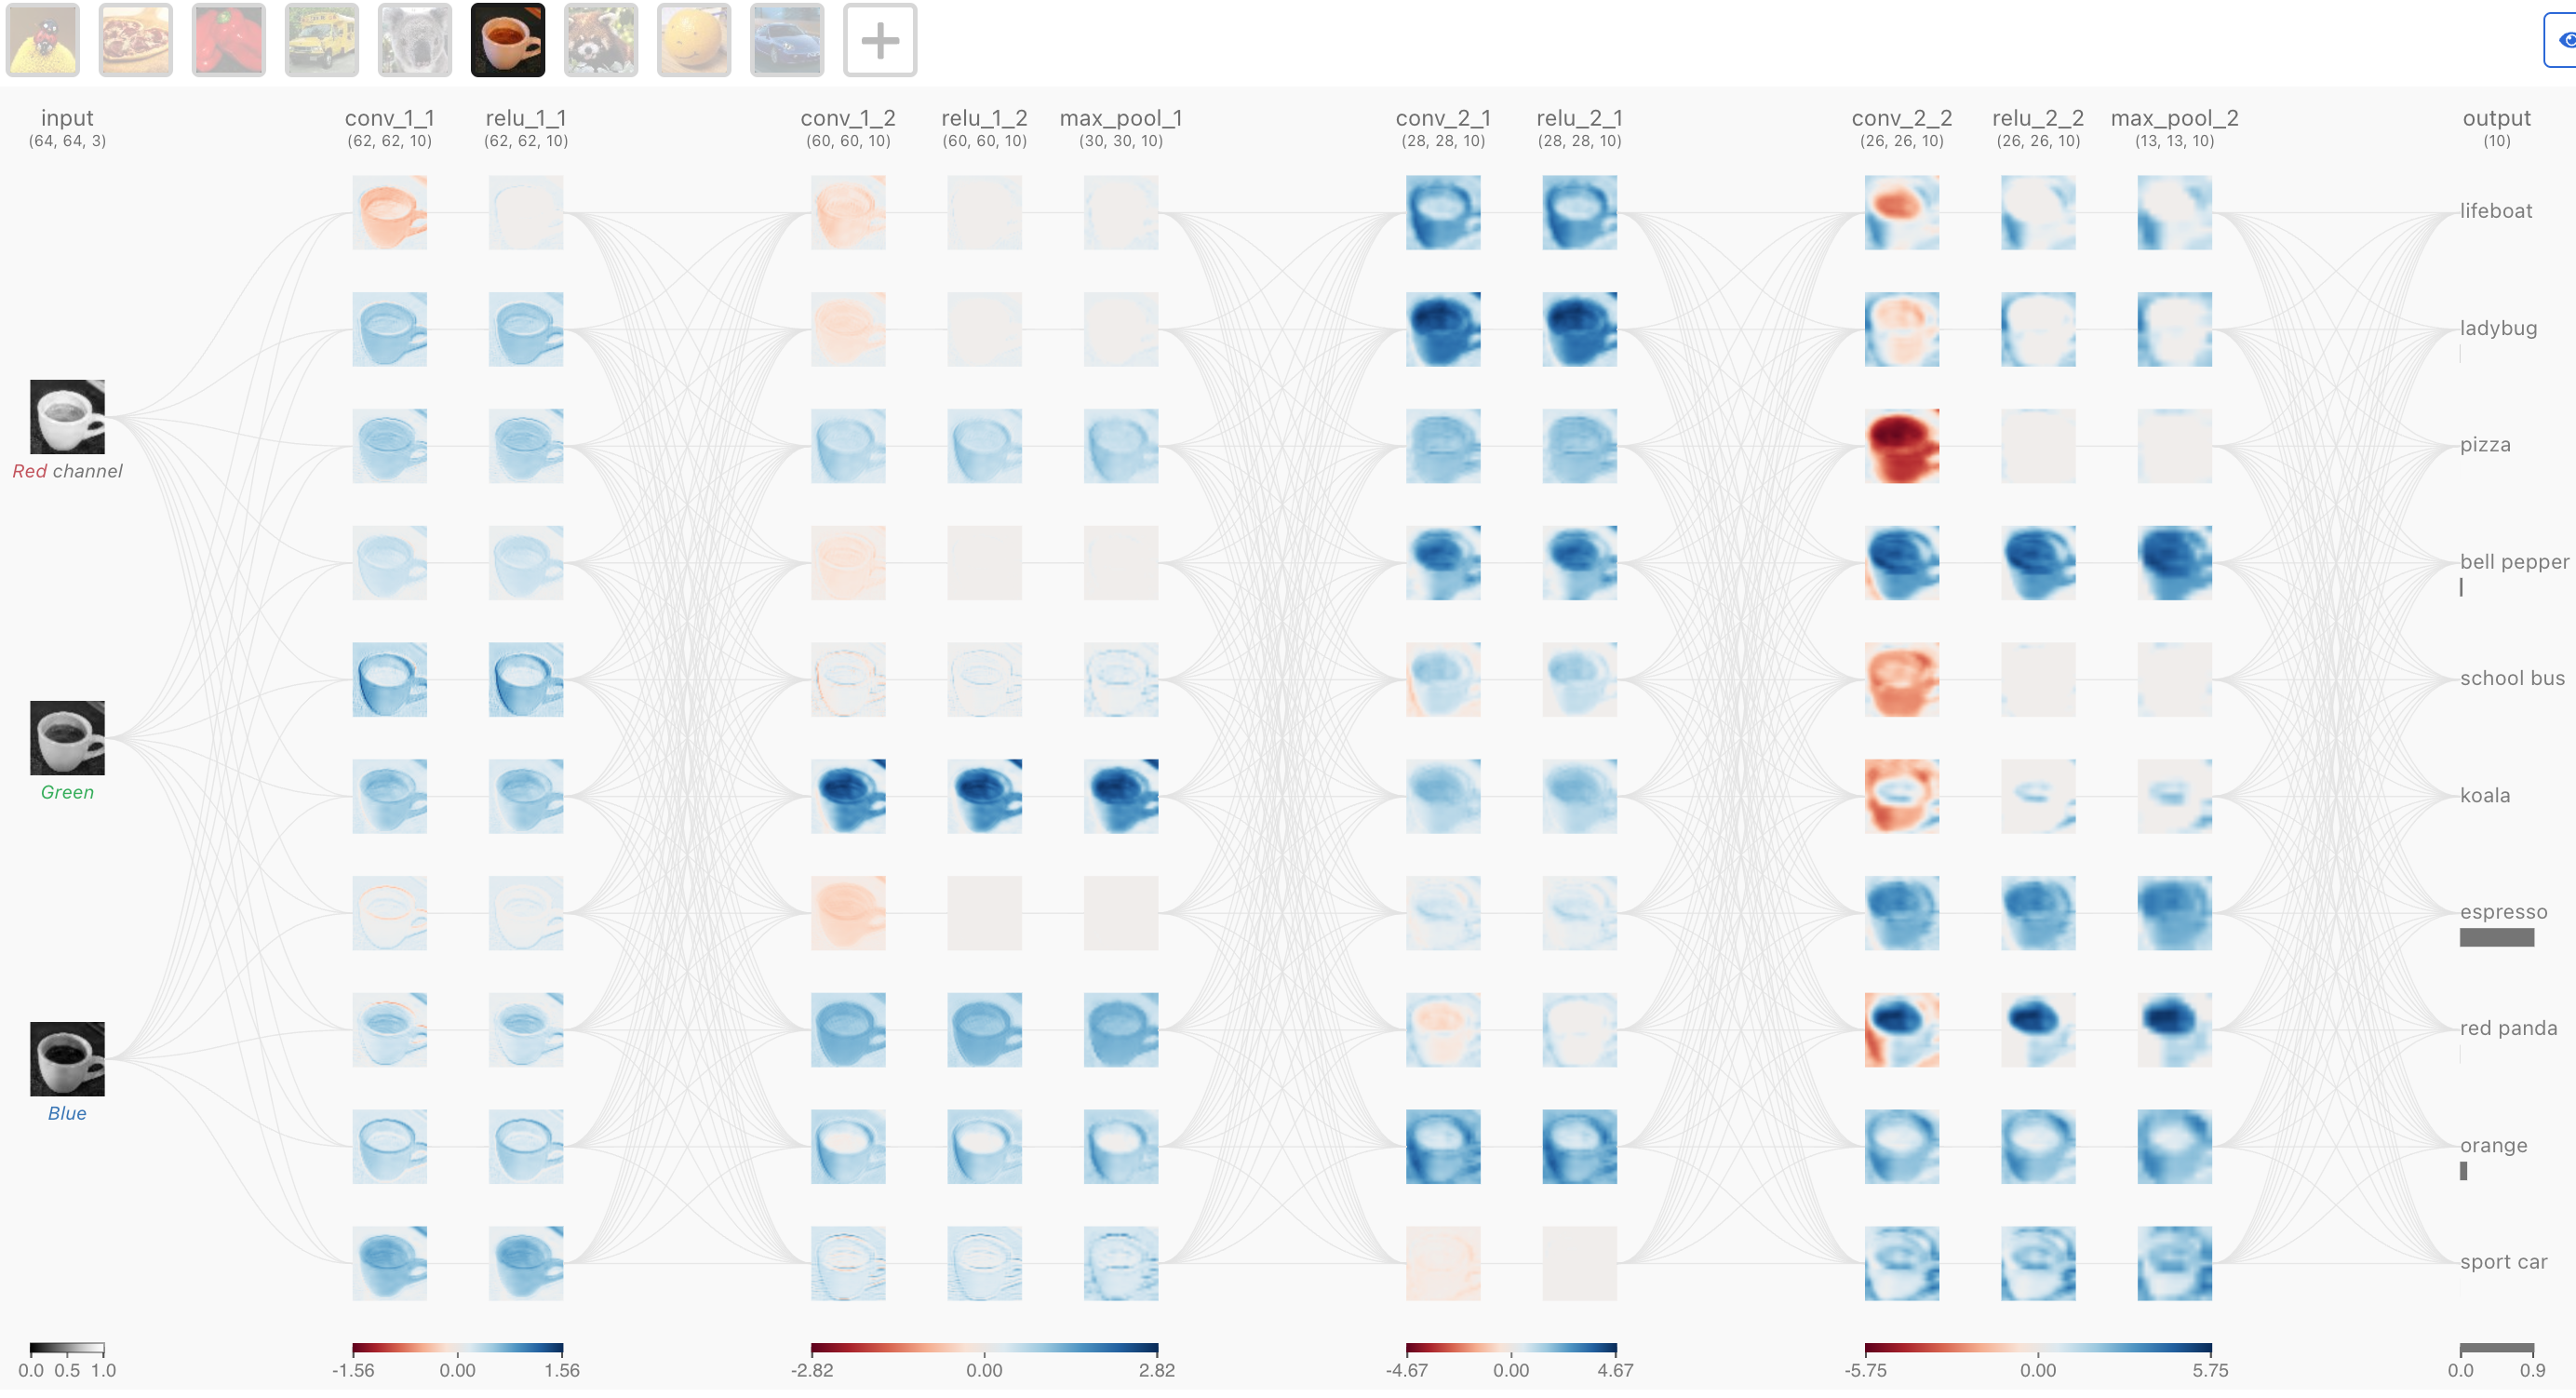 input conv_1_1 relu_1_1 conv_1_2 relu_1_2 max_pool_1 conv_2_1 relu_2_1 conv_2_2 relu_2_2 max_pool_2 output
(64, 64, 3) (62, 62, 10) (62, 62, 10) (60, 60, 10) (60, 60, 10) (30, 30, 10) (28, 28, 10) (28, 28, 10) (26, 26, 10) (26, 26, 10) (13, 13, 10) (10)
lifeboat
ladybug
pizza
Red channel
bell pepper
school bus
Green
koala
espresso
red panda
Blue
orange
sport car
0.0 0.5 1.0 -1.56 0.00 1.56 -2.82 0.00 2.82 -4.67 0.00 4.67 -5.75 0.00 5.75 0.0 0.9